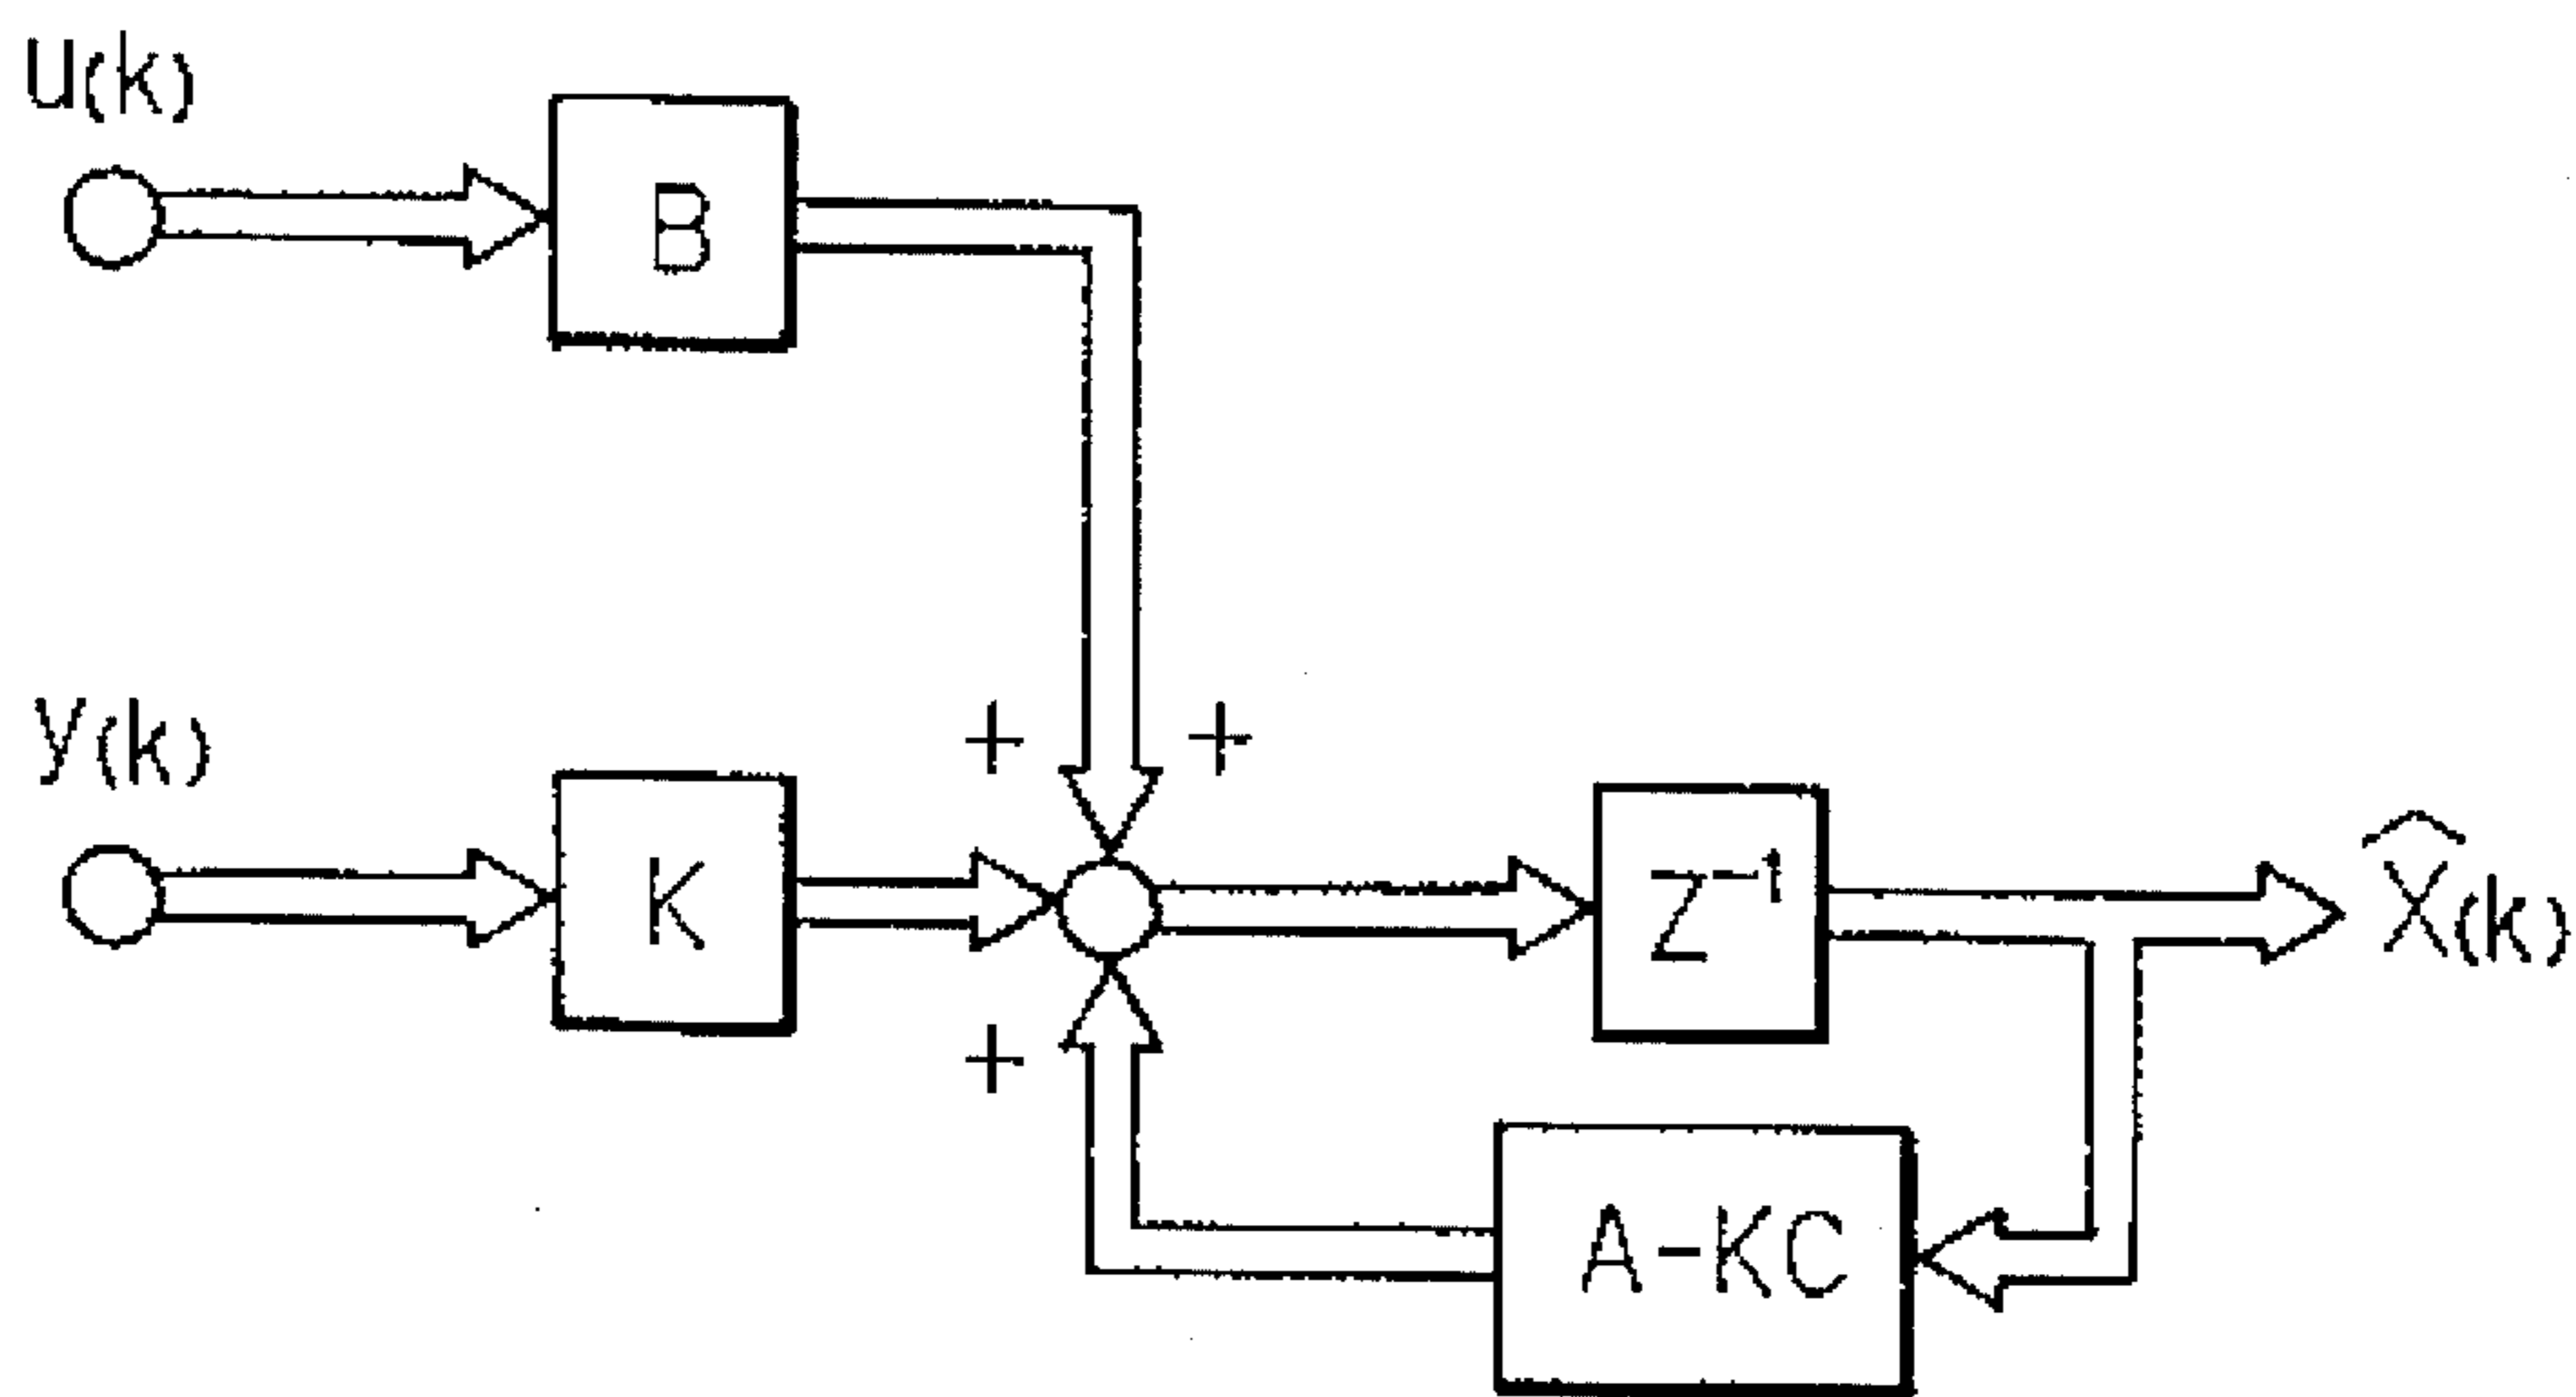 u(k)
B
y(k)
+ +
K
Z⁻¹
X̂(k)
+
A-KC